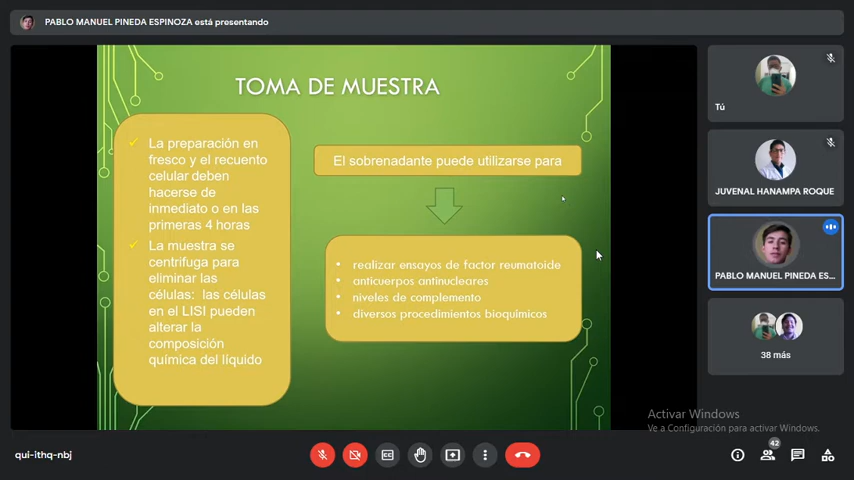 PABLO MANUEL PINEDA ESPINOZA está presentando
TOMA DE MUESTRA
La preparación en
fresco y el recuento
celular deben
hacerse de
inmediato o en las
primeras 4 horas
La muestra se
centrifuga para
eliminar las
células: las células
en el LISI pueden
alterar la
composición
química del líquido
El sobrenadante puede utilizarse para
realizar ensayos de factor reumatoide
anticuerpos antinucleares
niveles de complemento
diversos procedimientos bioquímicos
Tú
JUVENAL HANAMPA ROQUE
PABLO MANUEL PINEDA ES...
38 más
Activar Windows
Ve a Configuración para activar Windows.
qui-ithq-nbj
CC
42